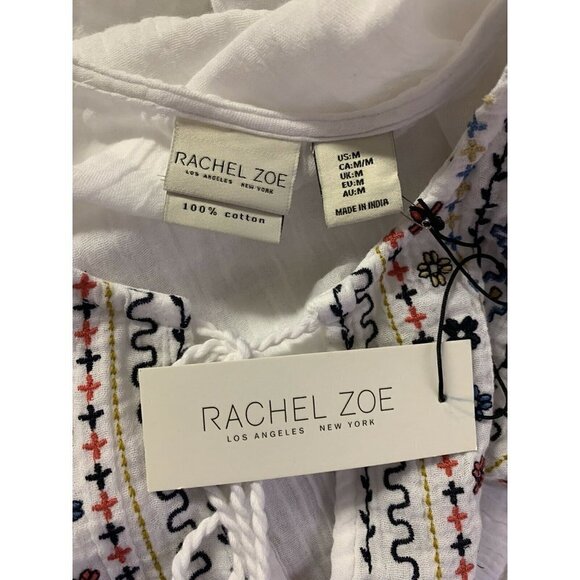 RACHEL ZOE
LOS ANGELES NEW YORK
100% cotton
US:M
CA:M/M
UK:M
EU:M
AU:M
MADE IN INDIA
RACHEL ZOE
LOS ANGELES NEW YORK